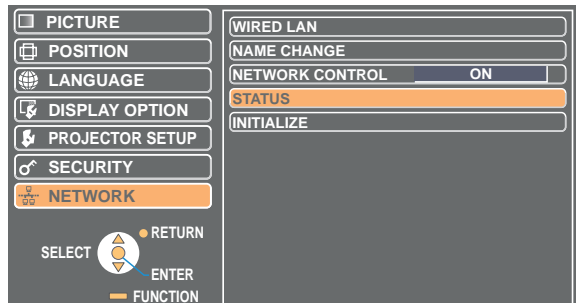 PICTURE
POSITION
LANGUAGE
DISPLAY OPTION
PROJECTOR SETUP
SECURITY
NETWORK
RETURN
SELECT
ENTER
FUNCTION
WIRED LAN
NAME CHANGE
NETWORK CONTROL ON
STATUS
INITIALIZE